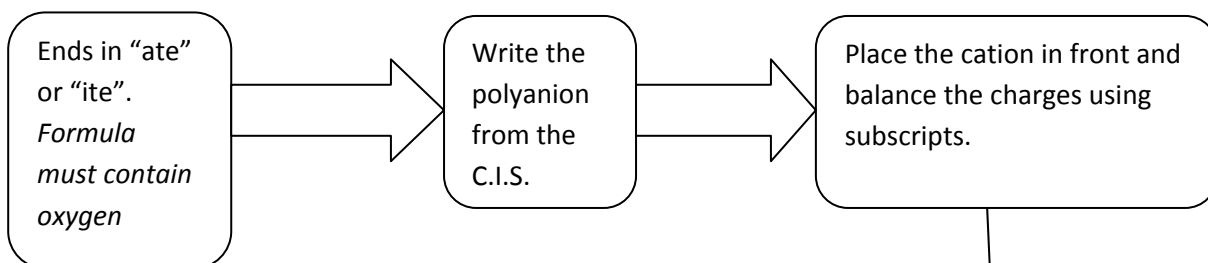 Ends in “ate”
or “ite”.
Formula
must contain
oxygen
Write the
polyanion
from the
C.I.S.
Place the cation in front and
balance the charges using
subscripts.